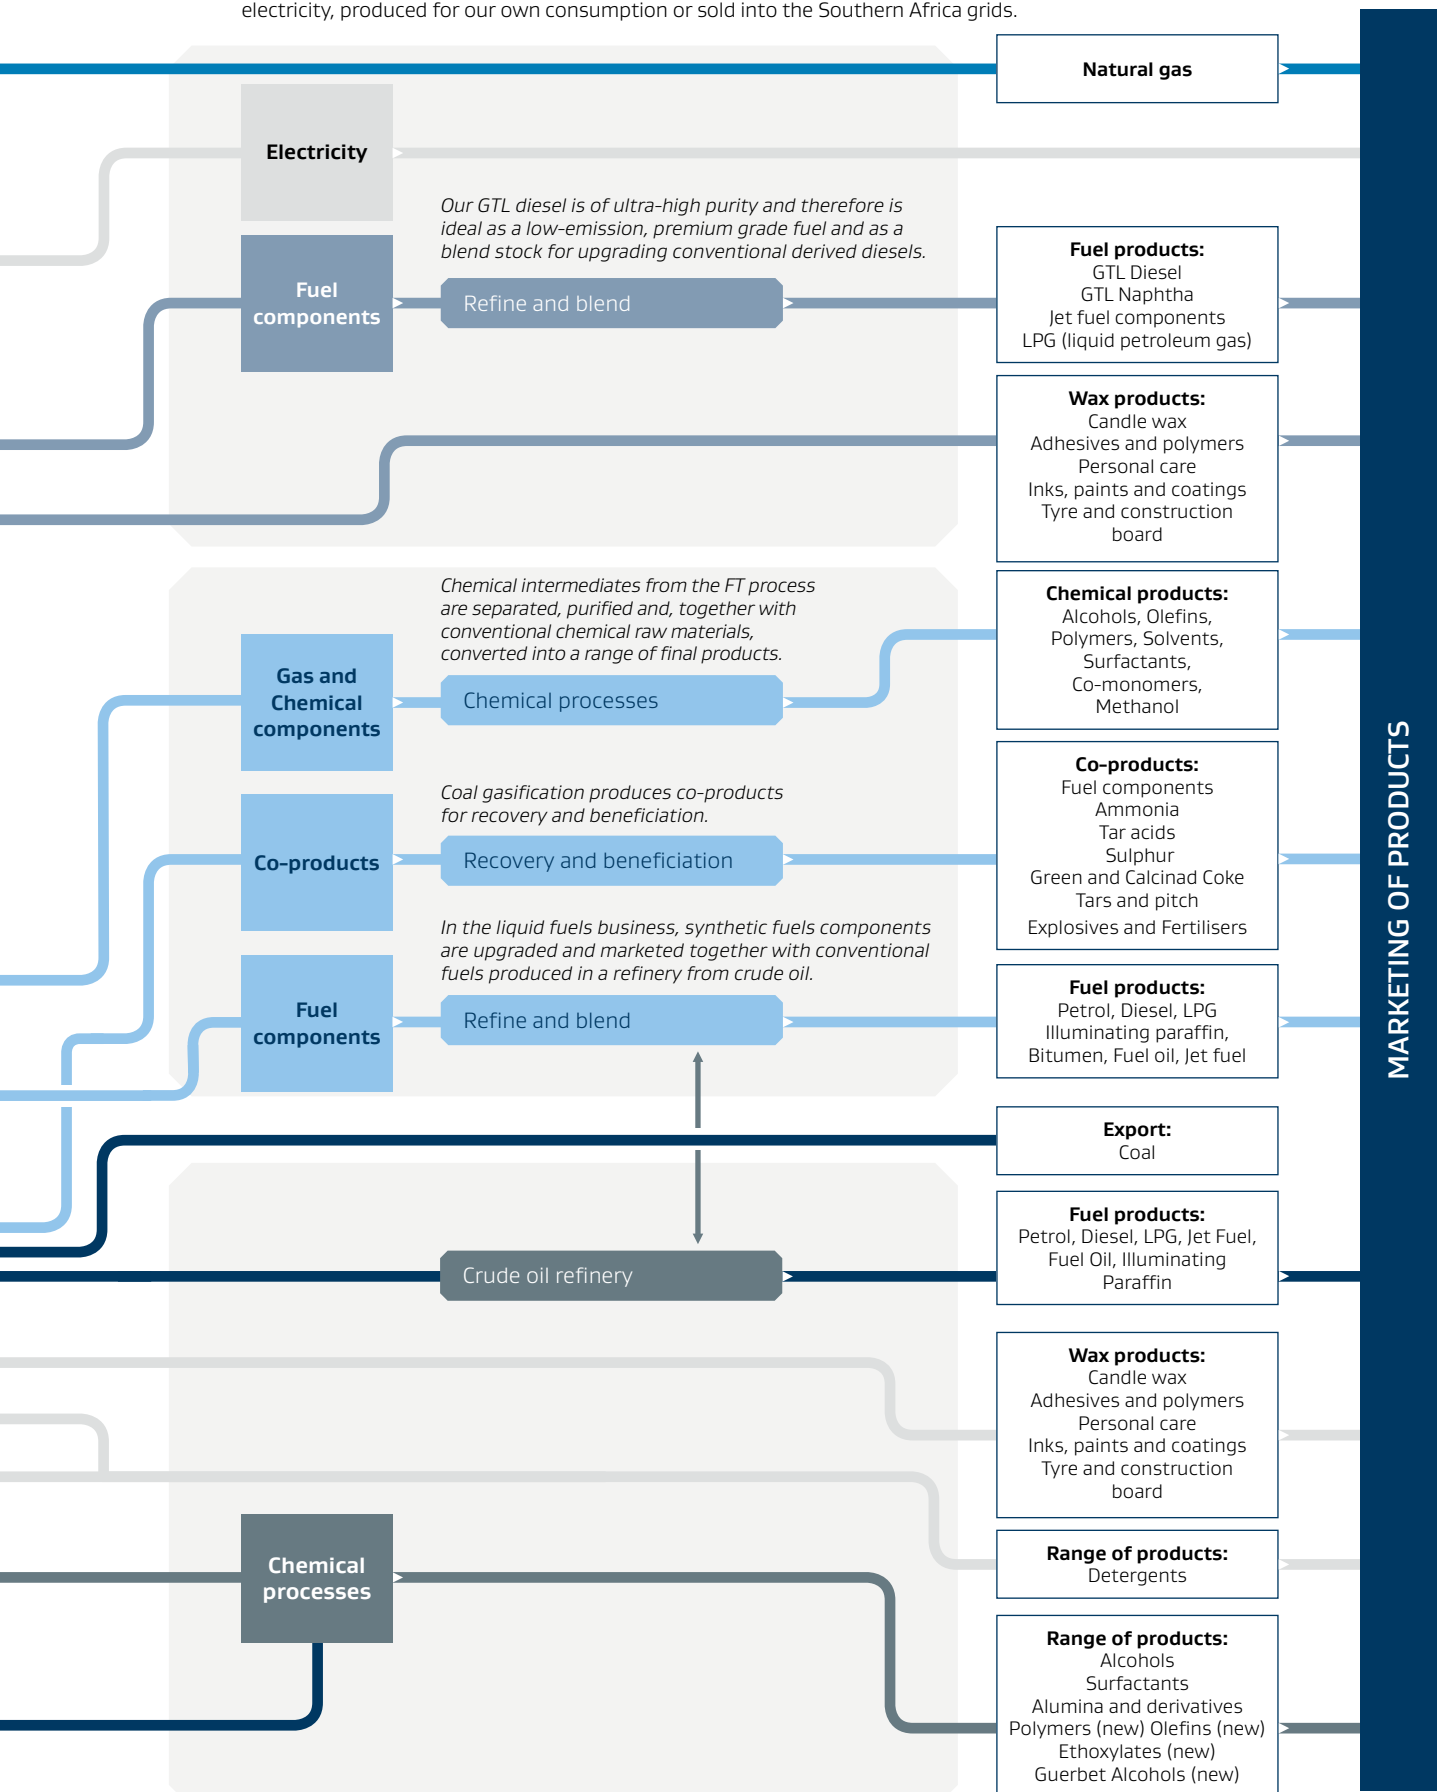 electricity, produced for our own consumption or sold into the Southern Africa grids.
Natural gas
Electricity
Our GTL diesel is of ultra-high purity and therefore is
ideal as a low-emission, premium grade fuel and as a
blend stock for upgrading conventional derived diesels.
Fuel
components
Refine and blend
Fuel products:
GTL Diesel
GTL Naphtha
Jet fuel components
LPG (liquid petroleum gas)
Wax products:
Candle wax
Adhesives and polymers
Personal care
Inks, paints and coatings
Tyre and construction
board
Chemical intermediates from the FT process
are separated, purified and, together with
conventional chemical raw materials,
converted into a range of final products.
Gas and
Chemical
components
Chemical processes
Chemical products:
Alcohols, Olefins,
Polymers, Solvents,
Surfactants,
Co-monomers,
Methanol
Coal gasification produces co-products
for recovery and beneficiation.
Co-products
Recovery and beneficiation
Co-products:
Fuel components
Ammonia
Tar acids
Sulphur
Green and Calcinad Coke
Tars and pitch
Explosives and Fertilisers
In the liquid fuels business, synthetic fuels components
are upgraded and marketed together with conventional
fuels produced in a refinery from crude oil.
Fuel
components
Refine and blend
Fuel products:
Petrol, Diesel, LPG
Illuminating paraffin,
Bitumen, Fuel oil, Jet fuel
Export:
Coal
Crude oil refinery
Fuel products:
Petrol, Diesel, LPG, Jet Fuel,
Fuel Oil, Illuminating
Paraffin
Wax products:
Candle wax
Adhesives and polymers
Personal care
Inks, paints and coatings
Tyre and construction
board
Range of products:
Detergents
Chemical
processes
Range of products:
Alcohols
Surfactants
Alumina and derivatives
Polymers (new) Olefins (new)
Ethoxylates (new)
Guerbet Alcohols (new)
MARKETING OF PRODUCTS